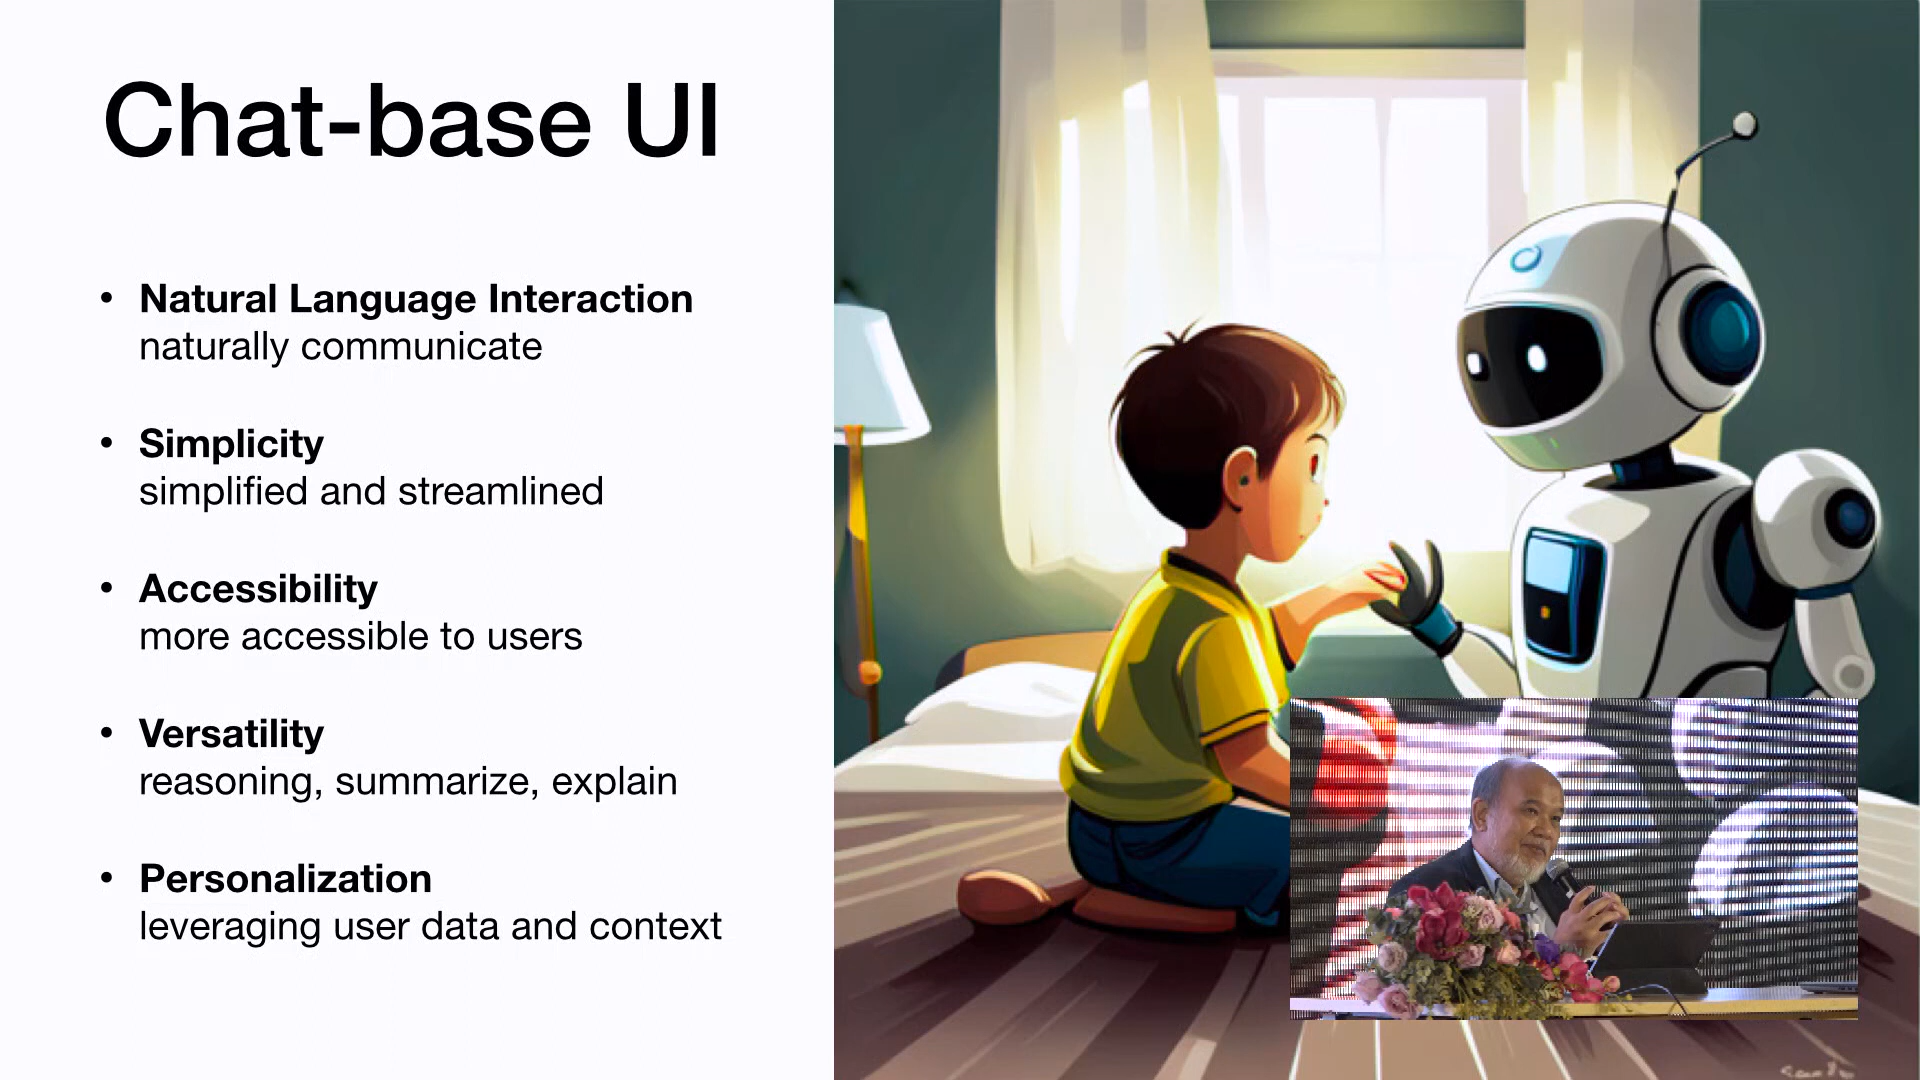 Chat-base UI
• Natural Language Interaction
naturally communicate
• Simplicity
simplified and streamlined
• Accessibility
more accessible to users
• Versatility
reasoning, summarize, explain
• Personalization
leveraging user data and context